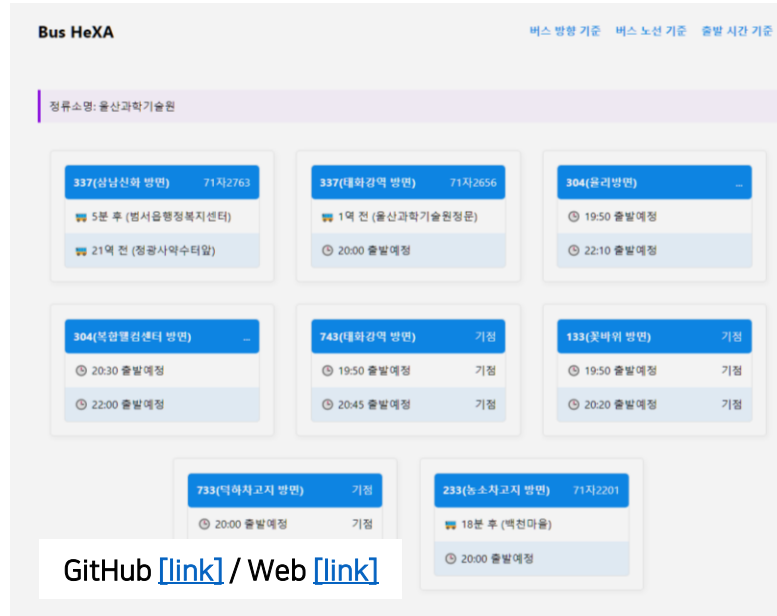 Bus HeXA
버스 방향 기준 버스 노선 기준 출발 시간 기준
정류소명: 울산과학기술원
337(삼남신화 방면) 71자2763
5분 후 (범서읍행정복지센터)
21역 전 (정광사약수터앞)
337(태화강역 방면) 71자2656
1역 전 (울산과학기술원정문)
20:00 출발예정
304(율리방면) ...
19:50 출발예정
22:10 출발예정
304(복합웰컴센터 방면) ...
20:30 출발예정
22:00 출발예정
743(태화강역 방면) 기점
19:50 출발예정 기점
20:45 출발예정 기점
133(꽃바위 방면) 기점
19:50 출발예정 기점
20:20 출발예정 기점
733(덕하차고지 방면) 기점
20:00 출발예정 기점
233(농소차고지 방면) 71자2201
18분 후 (백천마을)
20:00 출발예정
GitHub [link] / Web [link]